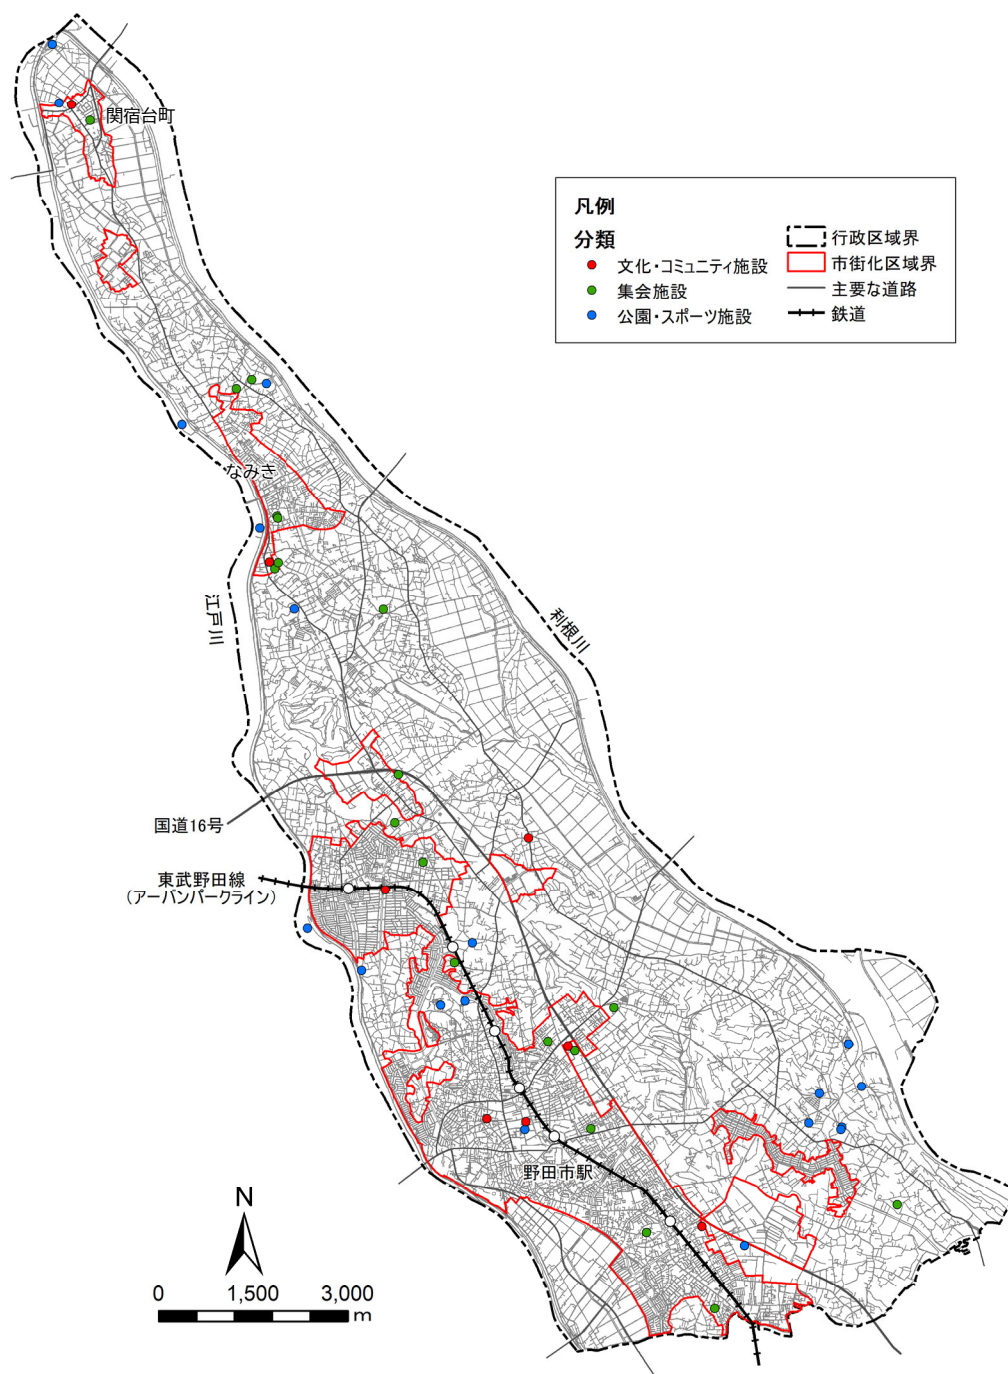 関宿台町
凡例
分類
文化・コミュニティ施設
集会施設
公園・スポーツ施設
行政区域界
市街化区域界
主要な道路
鉄道
なみき
江戸川
利根川
国道16号
東武野田線
(アーバンパークライン)
野田市駅
N
0 1,500 3,000
m